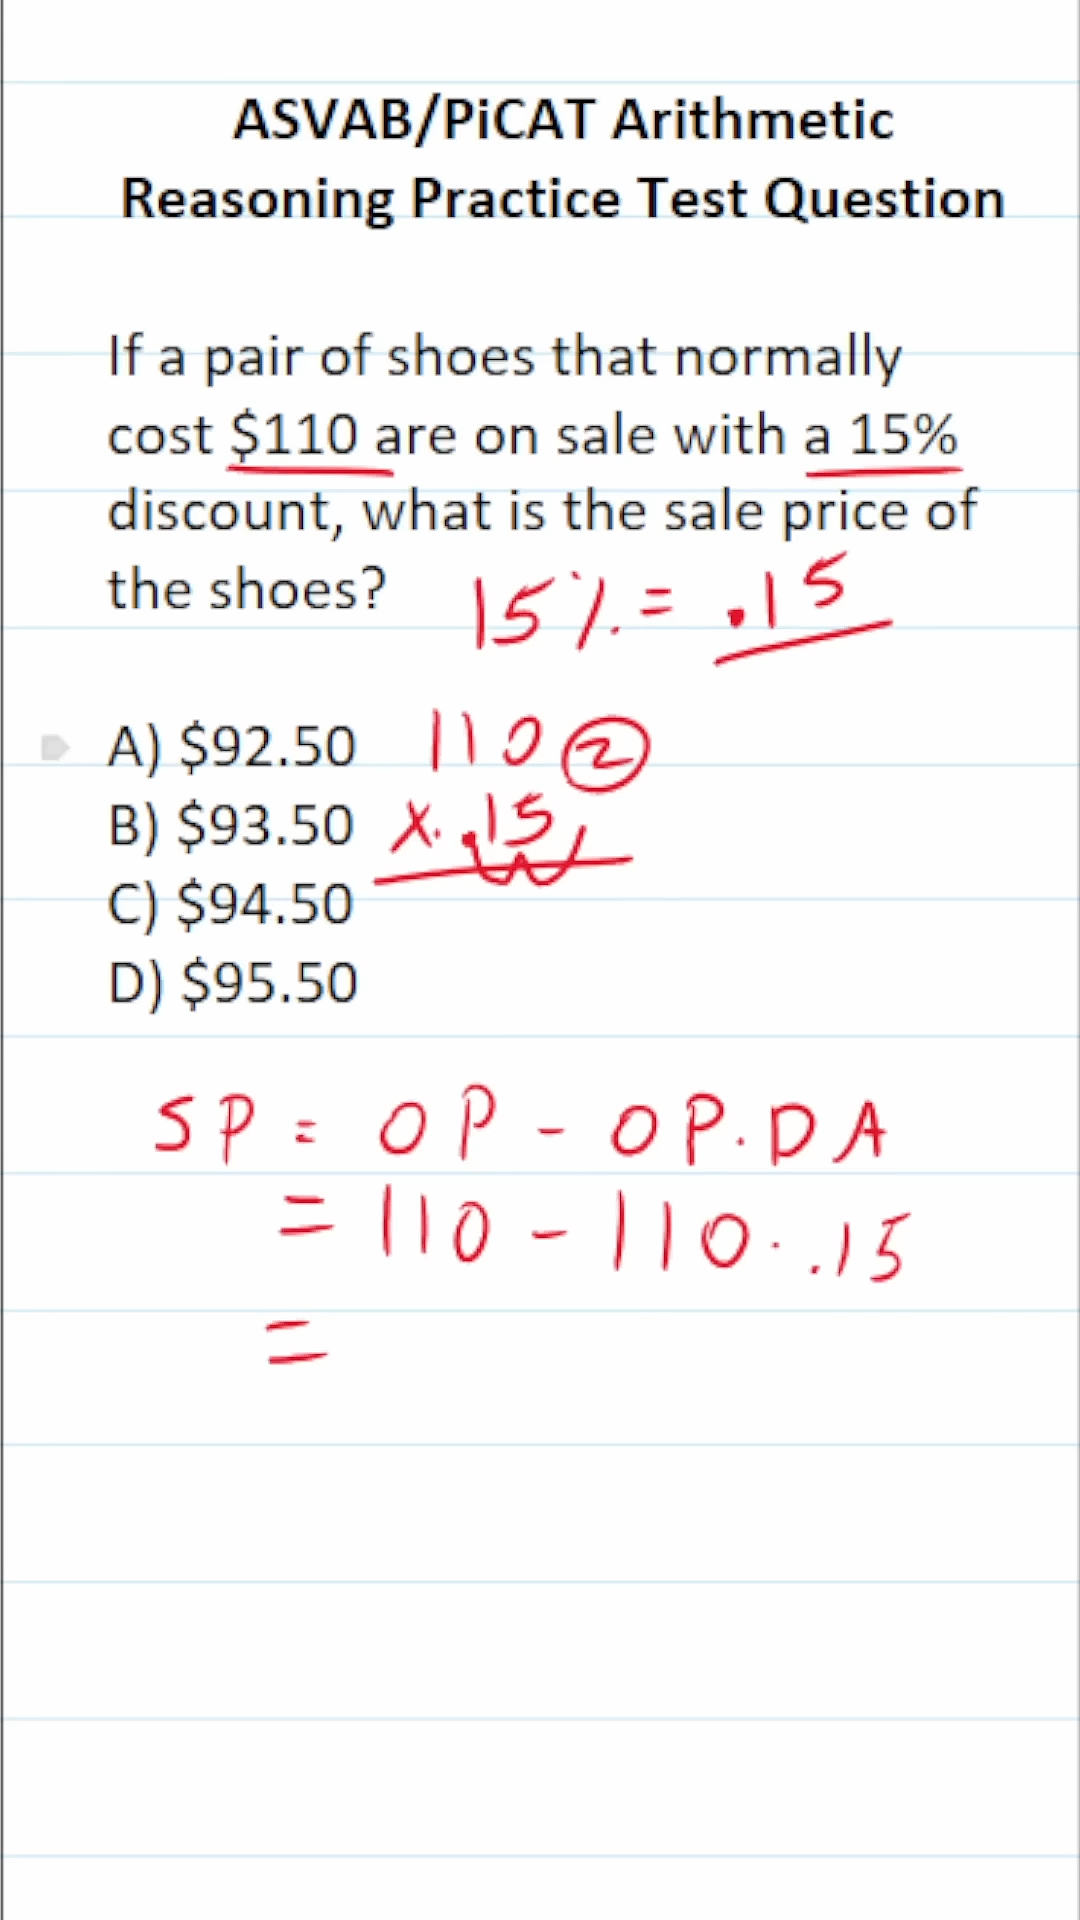 ASVAB/PiCAT Arithmetic
Reasoning Practice Test Question
If a pair of shoes that normally
cost $110 are on sale with a 15%
discount, what is the sale price of
the shoes?
15% = .15
A) $92.50
B) $93.50
C) $94.50
D) $95.50
110 2
x .15
SP = OP - OP·DA
= 110 - 110 · .15
=